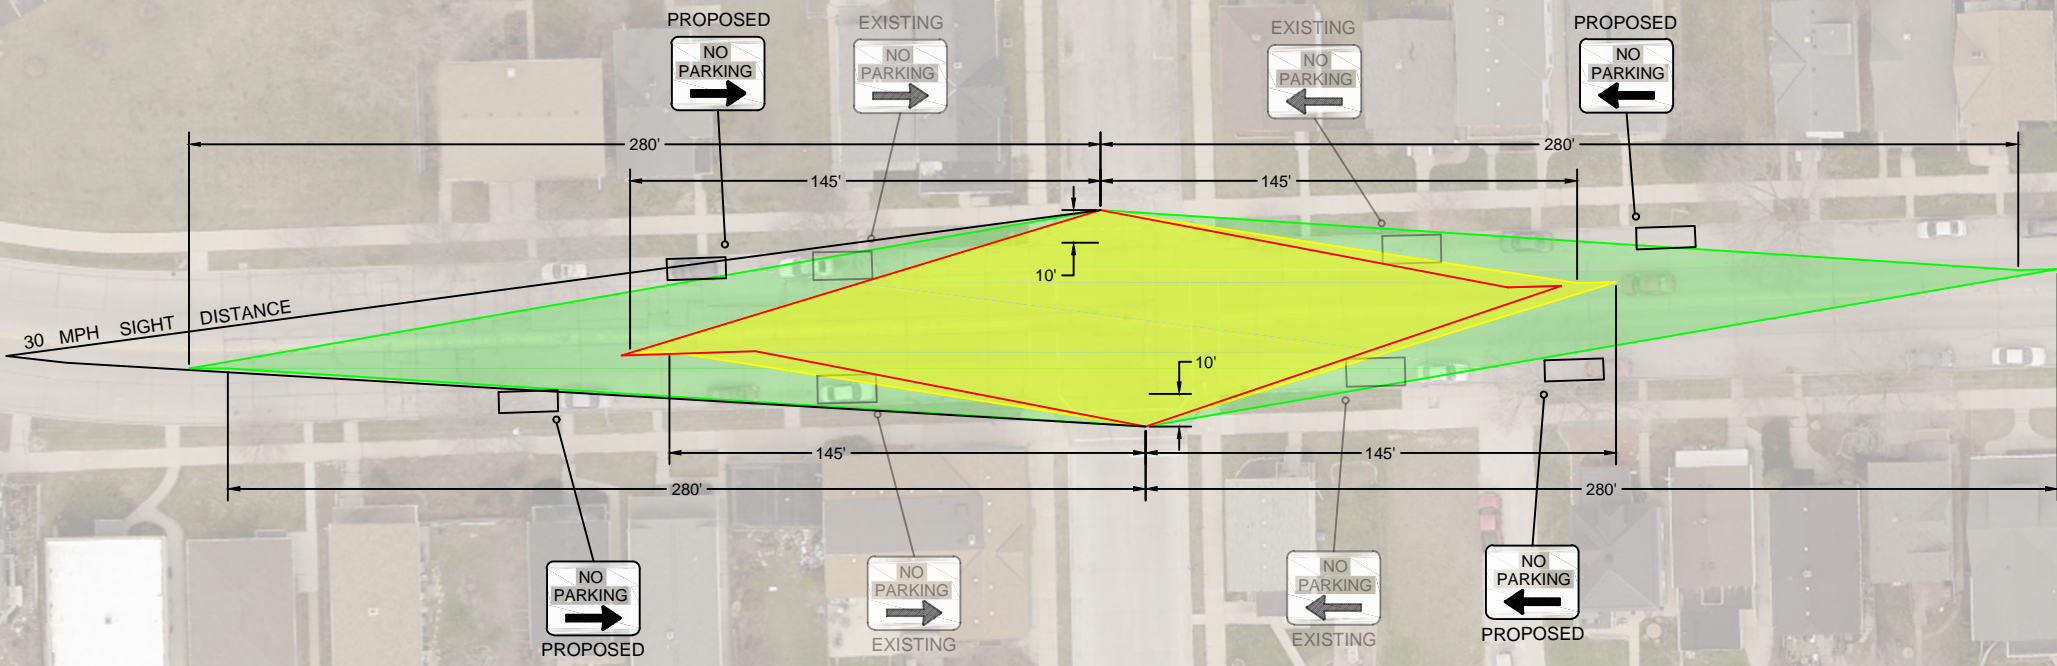 PROPOSED
NO
PARKING
EXISTING
NO
PARKING
EXISTING
NO
PARKING
PROPOSED
NO
PARKING
280'
280'
145'
145'
10'
30 MPH SIGHT DISTANCE
10'
145'
145'
280'
280'
NO
PARKING
PROPOSED
NO
PARKING
EXISTING
NO
PARKING
EXISTING
NO
PARKING
PROPOSED